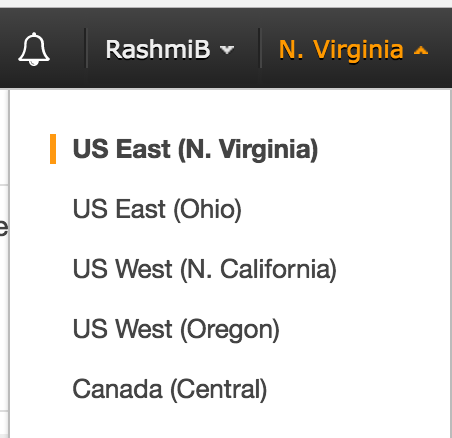 RashmiB N. Virginia
US East (N. Virginia)
US East (Ohio)
US West (N. California)
US West (Oregon)
Canada (Central)